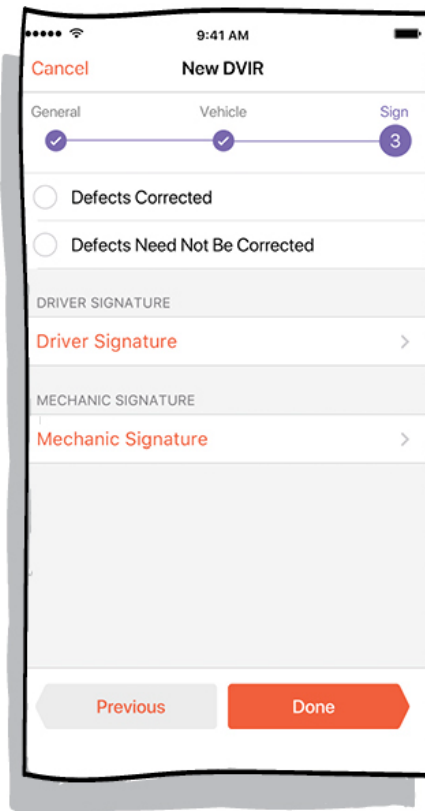 9:41 AM
Cancel New DVIR
General Vehicle Sign
3
Defects Corrected
Defects Need Not Be Corrected
DRIVER SIGNATURE
Driver Signature
MECHANIC SIGNATURE
Mechanic Signature
Previous Done